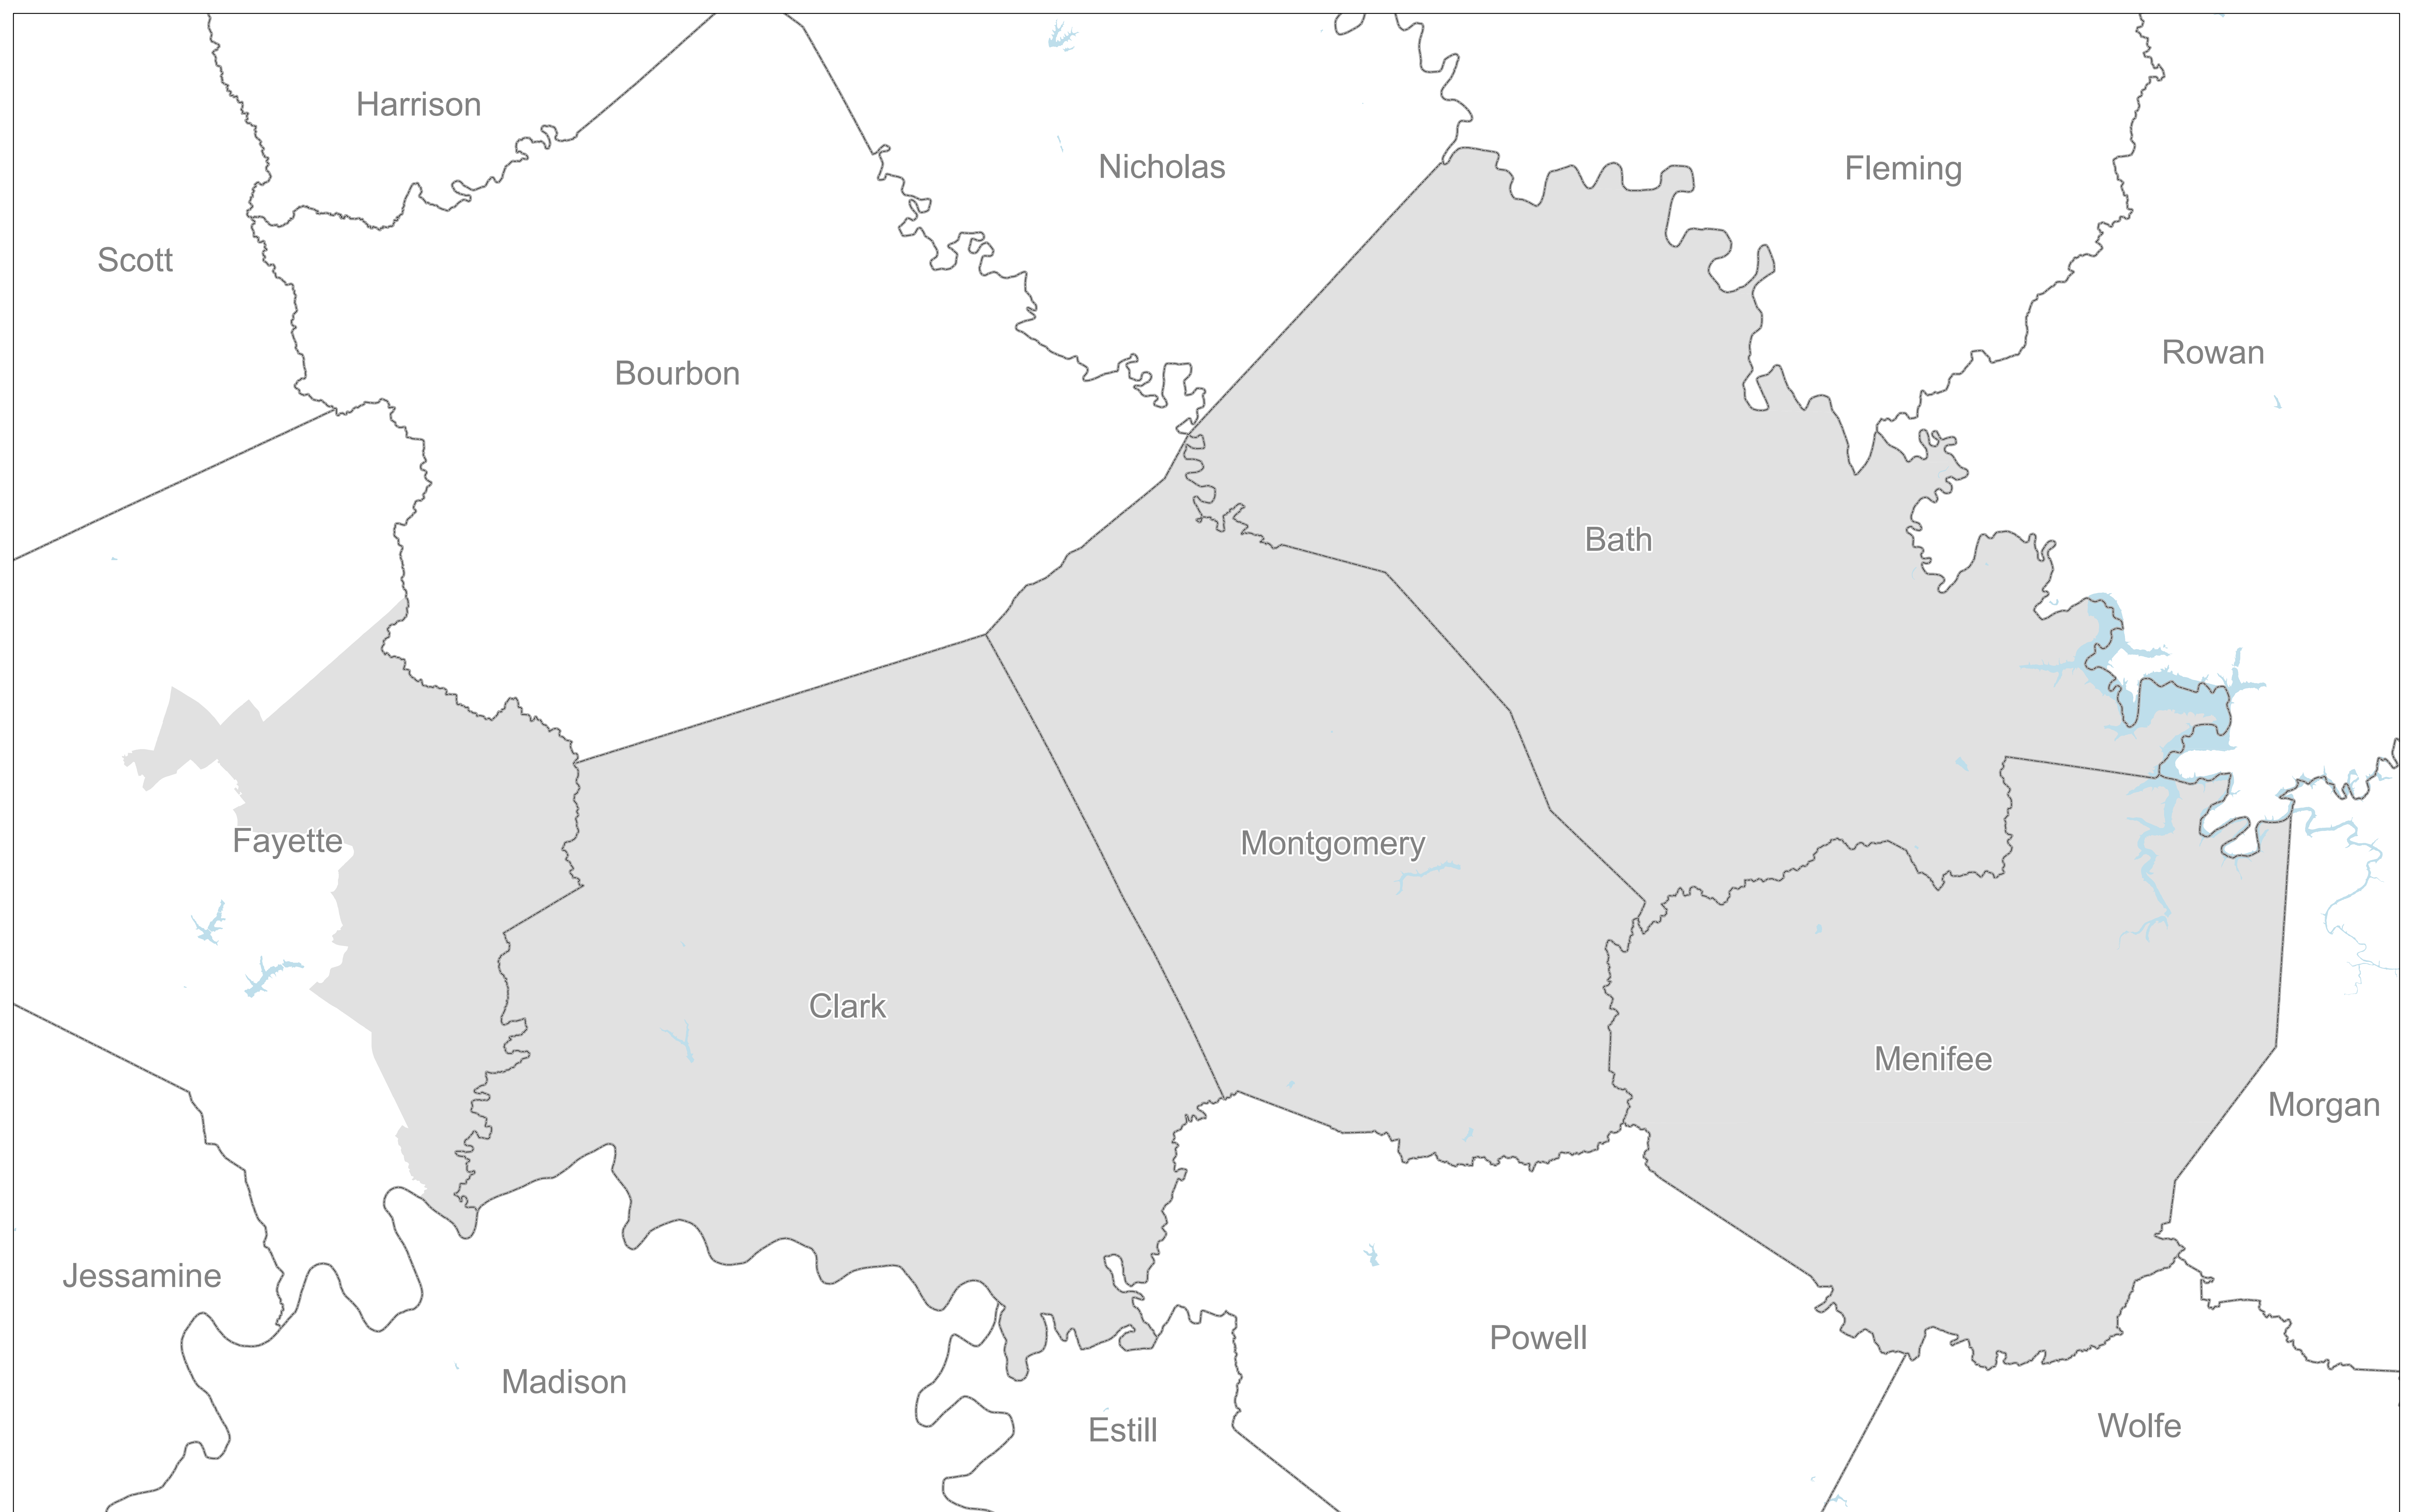 Harrison
Nicholas
Fleming
Scott
Rowan
Bourbon
Bath
Fayette
Montgomery
Clark
Menifee
Morgan
Jessamine
Powell
Madison
Estill
Wolfe